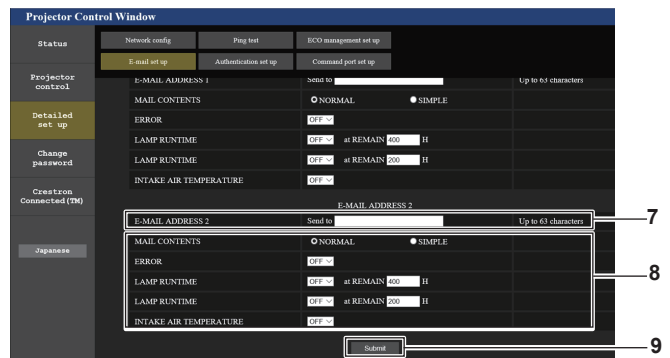 Projector Control Window
Status
Projector
control
Detailed
set up
Change
password
Crestron
Connected(TM)
Japanese
Network config Ping test ECO management set up
E-mail set up Authentication set up Command port set up
E-MAIL ADDRESS 1 Send to Up to 63 characters
MAIL CONTENTS NORMAL SIMPLE
ERROR OFF
LAMP RUNTIME OFF at REMAIN 400 H
LAMP RUNTIME OFF at REMAIN 200 H
INTAKE AIR TEMPERATURE OFF
E-MAIL ADDRESS 2
E-MAIL ADDRESS 2 Send to Up to 63 characters 7
MAIL CONTENTS NORMAL SIMPLE
ERROR OFF 8
LAMP RUNTIME OFF at REMAIN 400 H
LAMP RUNTIME OFF at REMAIN 200 H
INTAKE AIR TEMPERATURE OFF
Submit 9